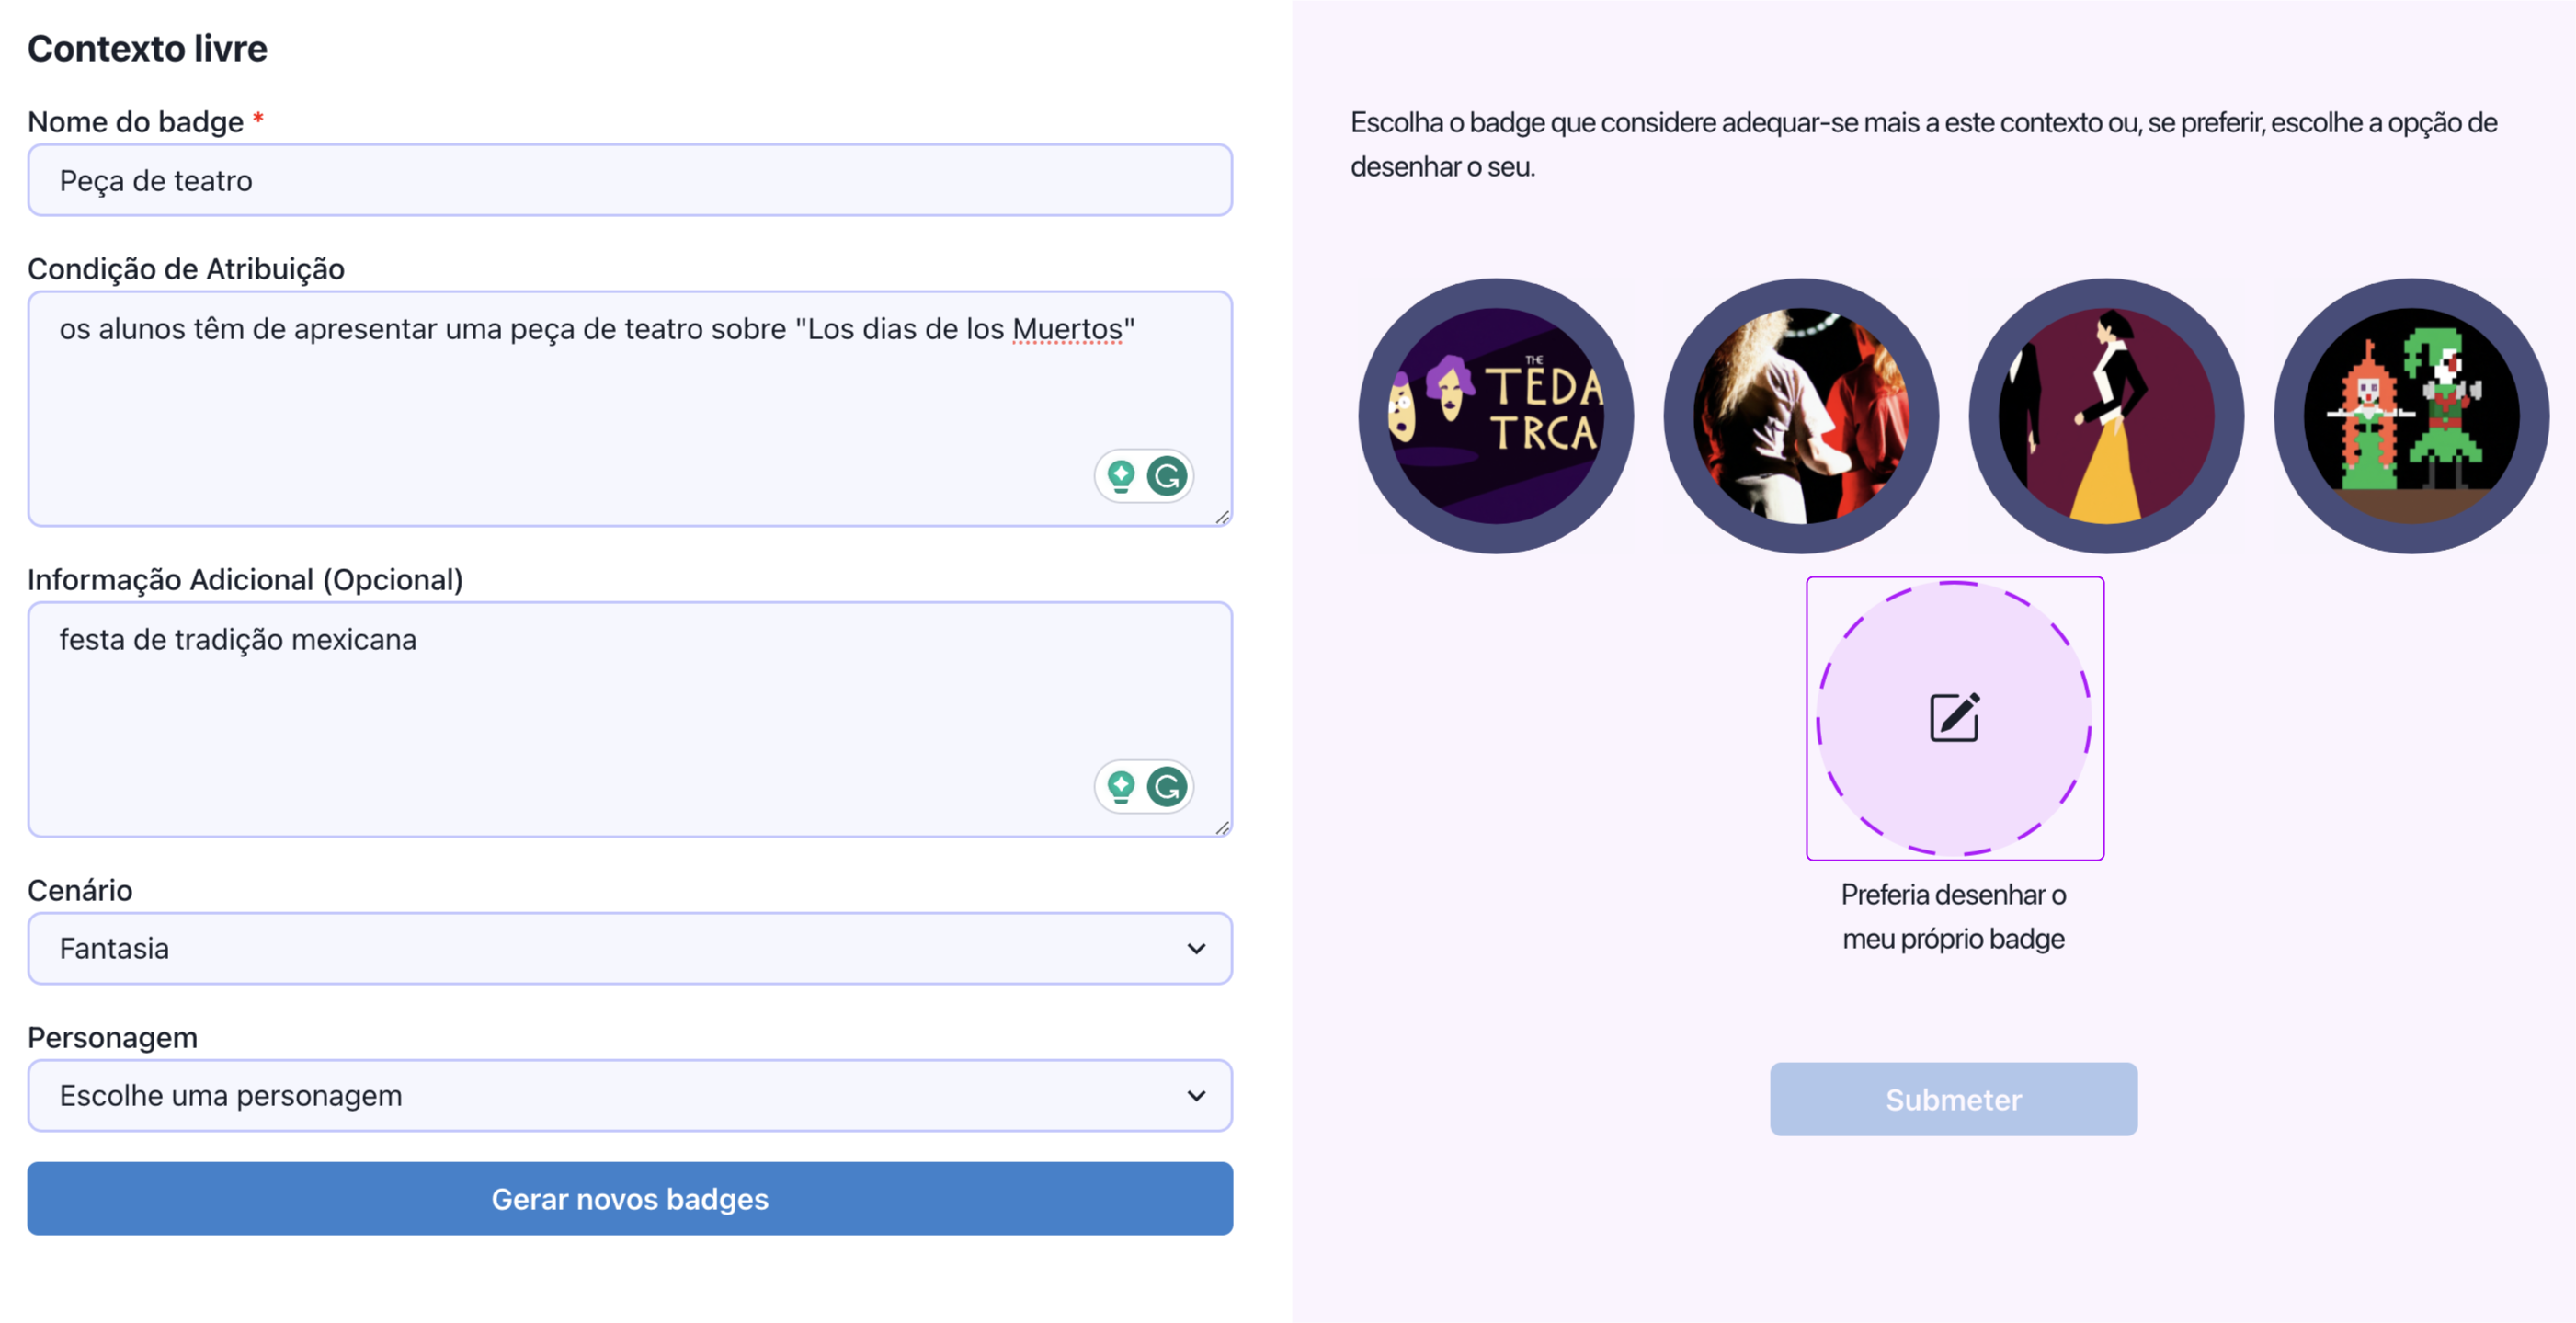 Contexto livre
Nome do badge *
Peça de teatro
Condição de Atribuição
os alunos têm de apresentar uma peça de teatro sobre "Los dias de los Muertos"
Informação Adicional (Opcional)
festa de tradição mexicana
Cenário
Fantasia
Personagem
Escolhe uma personagem
Gerar novos badges
Escolha o badge que considere adequar-se mais a este contexto ou, se preferir, escolhe a opção de
desenhar o seu.
THE
TEDA
TRCA
Preferia desenhar o
meu próprio badge
Submeter